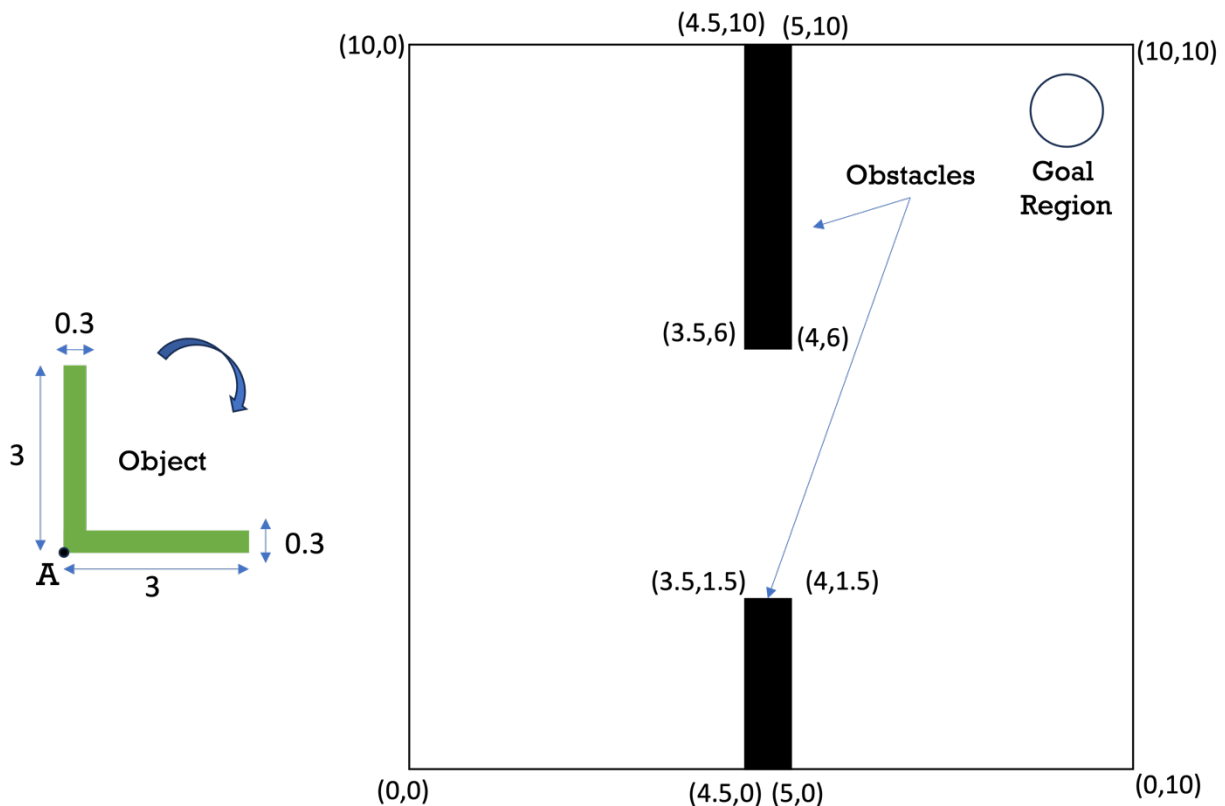 (4.5,10) (5,10)
(10,0)
(10,10)
Obstacles
Goal
Region
0.3
(3.5,6) (4,6)
3
Object
0.3
A
3
(3.5,1.5) (4,1.5)
(0,0)
(4.5,0) (5,0)
(0,10)